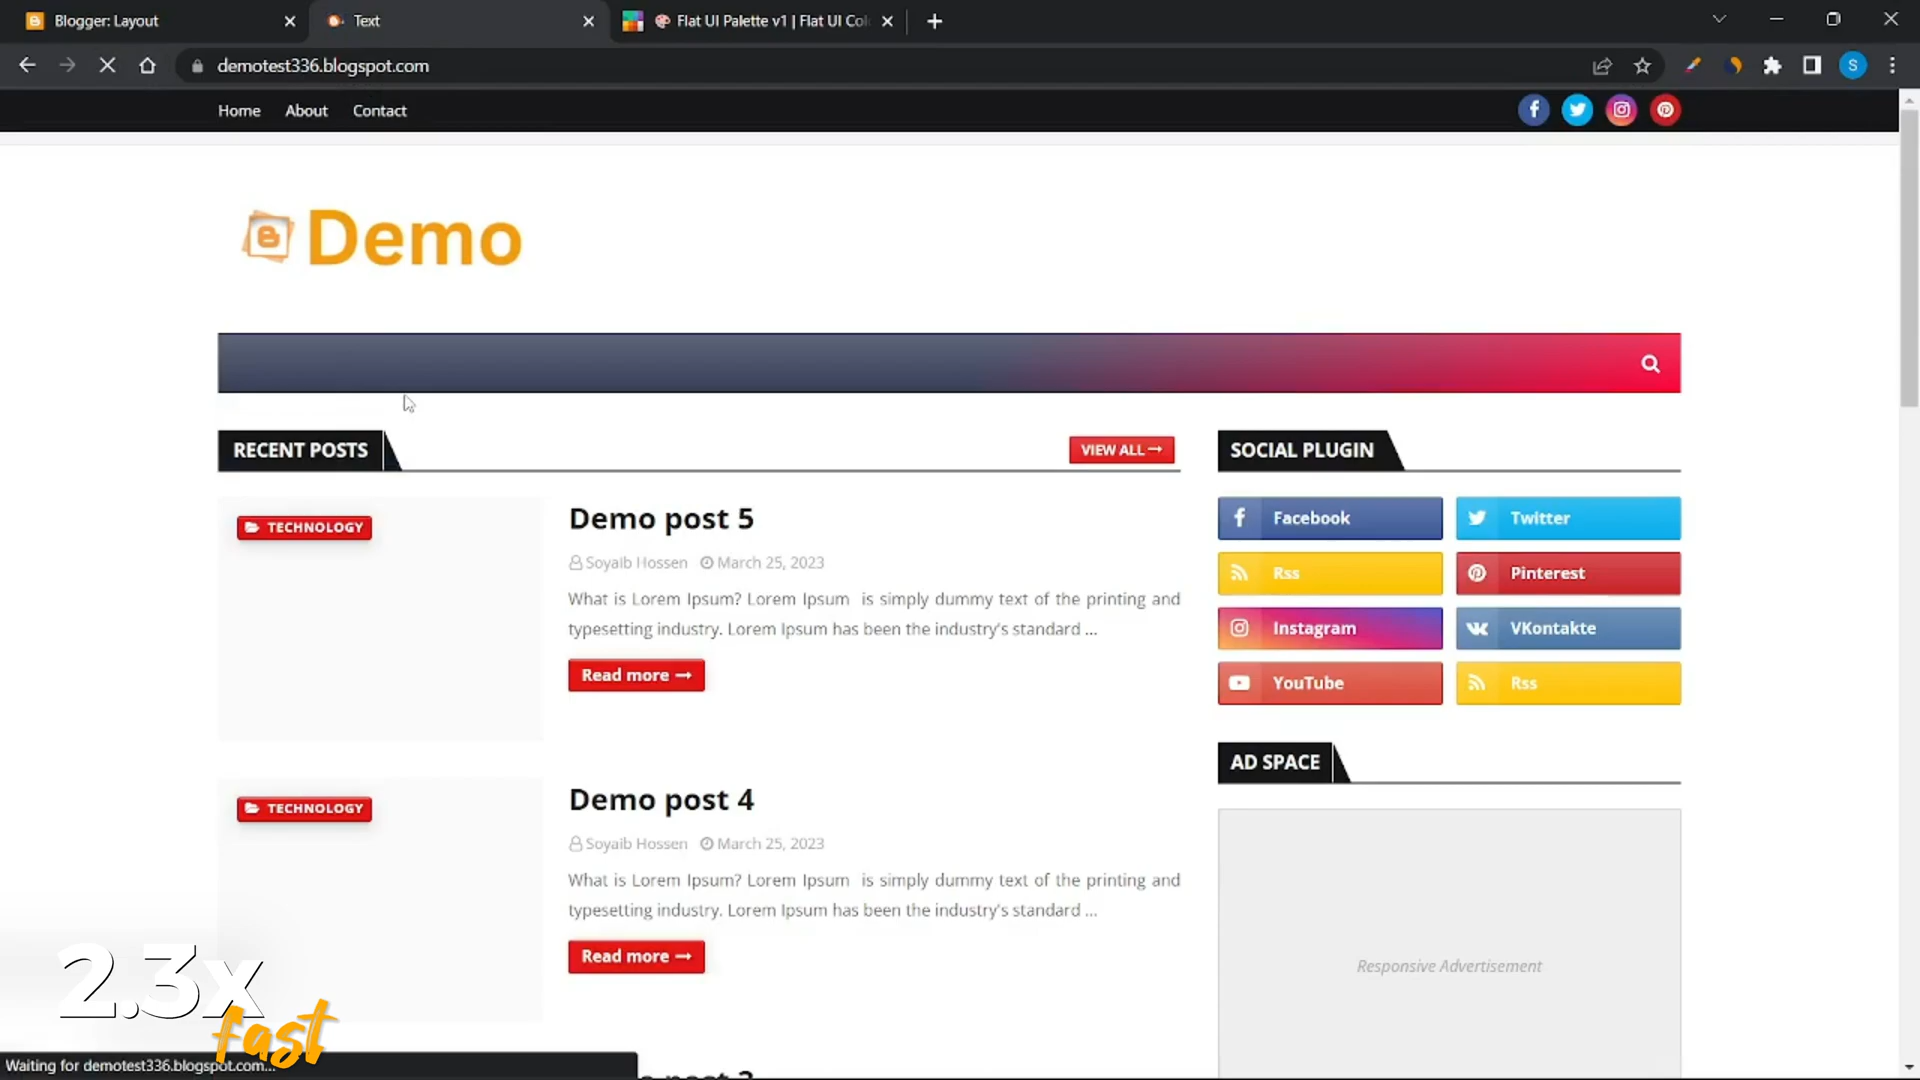 Blogger: Layout
Text
Flat UI Palette v1 | Flat UI Col
demotest336.blogspot.com
S
Home About Contact
Demo
RECENT POSTS
VIEW ALL
SOCIAL PLUGIN
TECHNOLOGY
Demo post 5
Soyaib Hossen March 25, 2023
What is Lorem Ipsum? Lorem Ipsum is simply dummy text of the printing and
typesetting industry. Lorem Ipsum has been the industry's standard ...
Read more
Facebook
Twitter
Rss
Pinterest
Instagram
VKontakte
YouTube
Rss
AD SPACE
Responsive Advertisement
TECHNOLOGY
Demo post 4
Soyaib Hossen March 25, 2023
What is Lorem Ipsum? Lorem Ipsum is simply dummy text of the printing and
typesetting industry. Lorem Ipsum has been the industry's standard ...
Read more
2.3x
fast
Waiting for demotest336.blogspot.com...